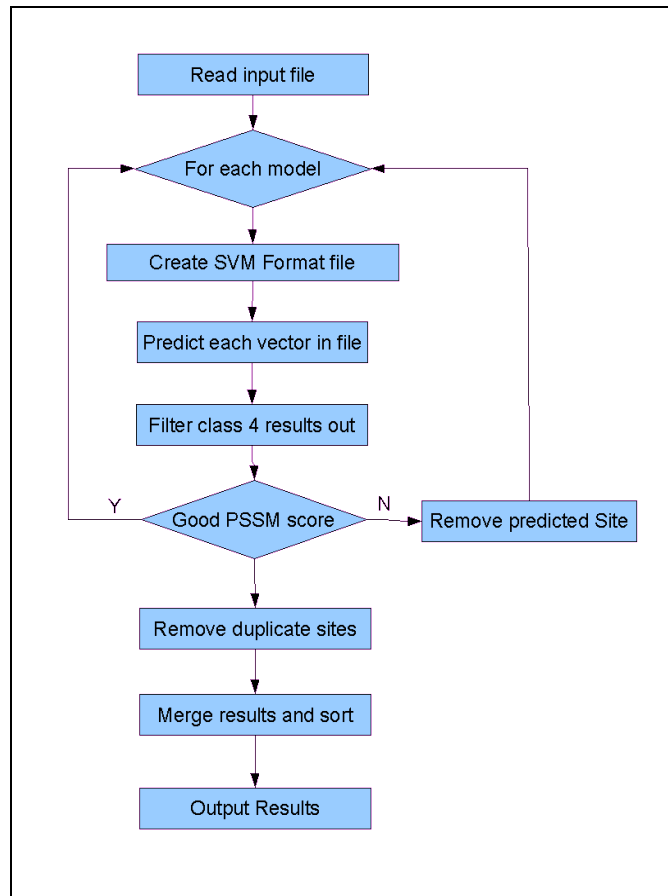 Read input file
For each model
Create SVM Format file
Predict each vector in file
Filter class 4 results out
Y
Good PSSM score
N
Remove predicted Site
Remove duplicate sites
Merge results and sort
Output Results